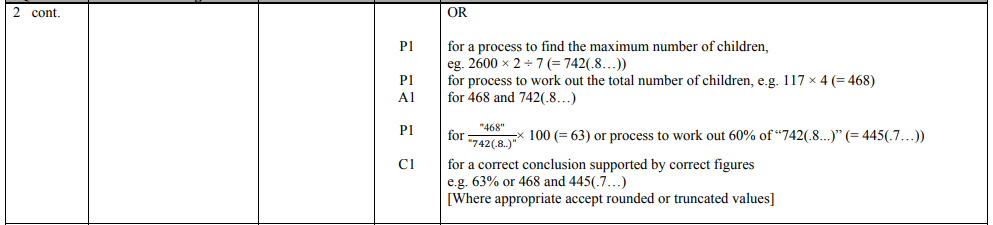 2 cont.
OR
P1 for a process to find the maximum number of children,
eg. 2600 × 2 ÷ 7 (= 742(.8…))
P1 for process to work out the total number of children, e.g. 117 × 4 (= 468)
A1 for 468 and 742(.8…)
P1 for "468"/"742(.8..)" × 100 (= 63) or process to work out 60% of “742(.8...)” (= 445(.7…))
C1 for a correct conclusion supported by correct figures
e.g. 63% or 468 and 445(.7…)
[Where appropriate accept rounded or truncated values]